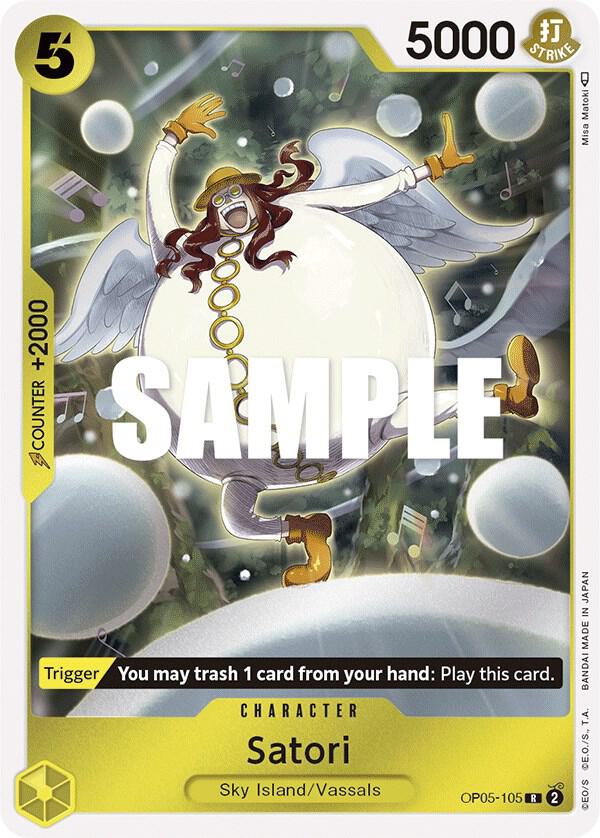 5
5000
打
STRIKE
Misa Matoki
COUNTER +2000
SAMPLE
Trigger You may trash 1 card from your hand: Play this card.
CHARACTER
Satori
Sky Island/Vassals
OP05-105 R 2
©EO/S ©E.O./S., T.A. BANDAI MADE IN JAPAN